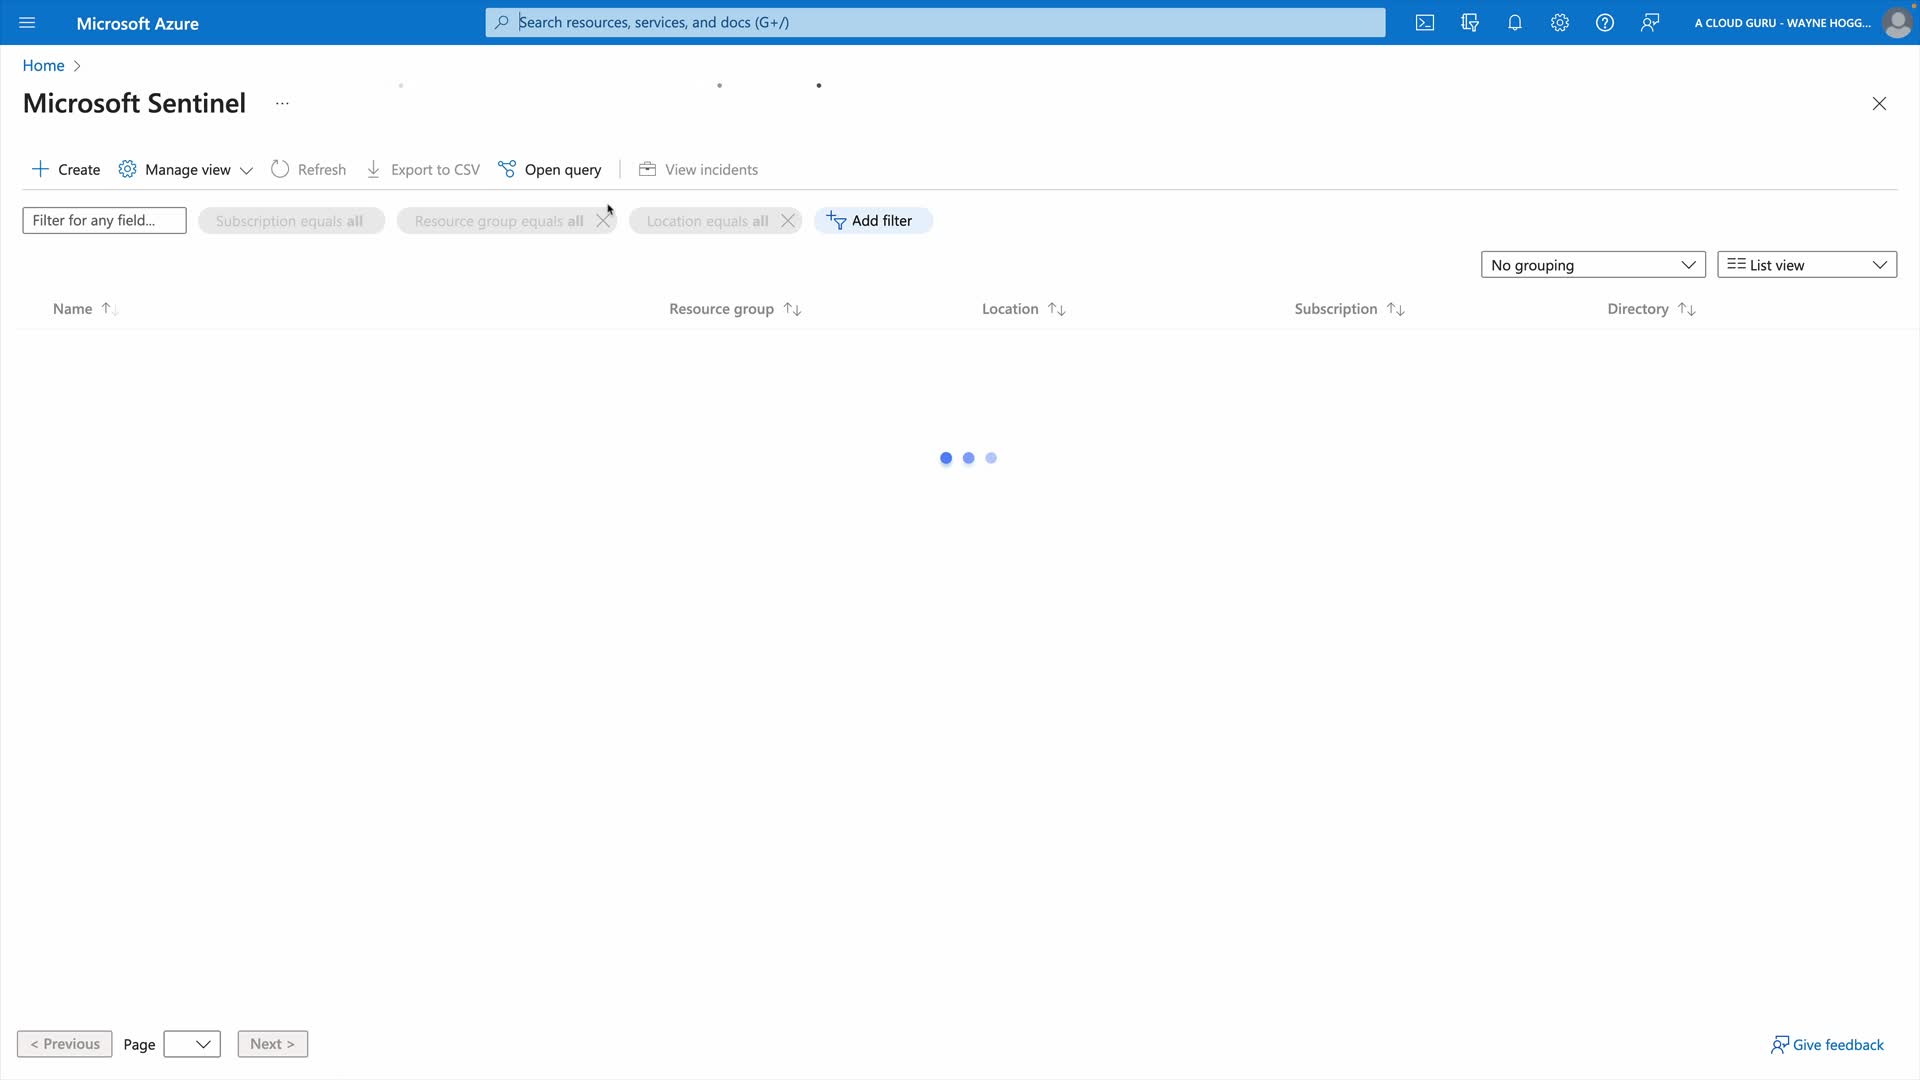 Microsoft Azure
Search resources, services, and docs (G+/)
A CLOUD GURU - WAYNE HOGG...
Home
Microsoft Sentinel ...
Create
Manage view
Refresh
Export to CSV
Open query
View incidents
Filter for any field...
Subscription equals all
Resource group equals all
Location equals all
Add filter
No grouping
List view
Name
Resource group
Location
Subscription
Directory
< Previous
Page
Next >
Give feedback